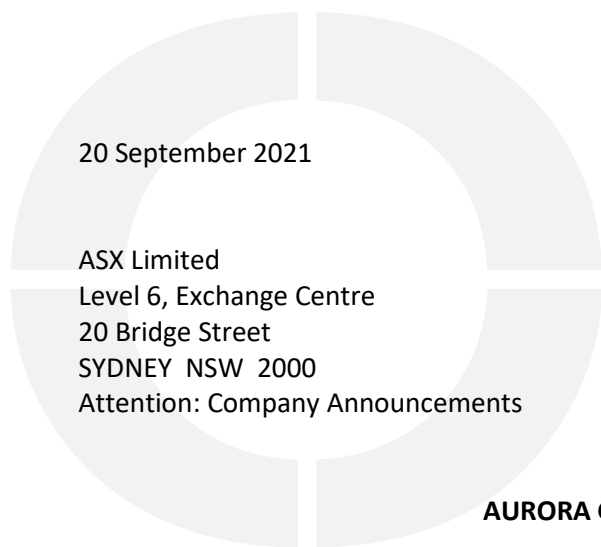 20 September 2021
ASX Limited
Level 6, Exchange Centre
20 Bridge Street
SYDNEY NSW 2000
Attention: Company Announcements
AURORA